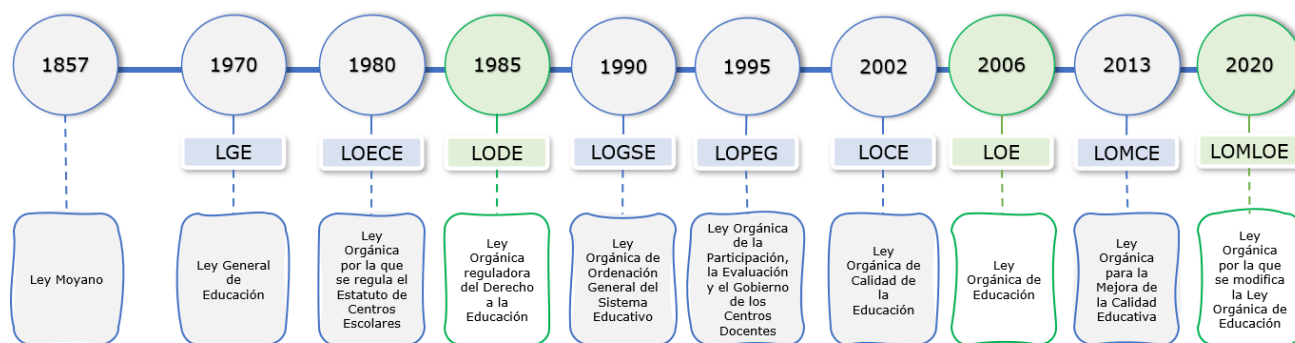 1857
1970
1980
1985
1990
1995
2002
2006
2013
2020
LGE
LOECE
LODE
LOGSE
LOPEG
LOCE
LOE
LOMCE
LOMLOE
Ley Moyano
Ley General
de
Educación
Ley
Orgánica
por la que
se regula el
Estatuto de
Centros
Escolares
Ley
Orgánica
reguladora
del Derecho
a la
Educación
Ley
Orgánica de
Ordenación
General del
Sistema
Educativo
Ley Orgánica
de la
Participación,
la Evaluación
y el Gobierno
de los
Centros
Docentes
Ley
Orgánica de
Calidad de
la
Educación
Ley
Orgánica de
Educación
Ley
Orgánica
para la
Mejora de
la Calidad
Educativa
Ley
Orgánica
por la que
se modifica
la Ley
Orgánica de
Educación